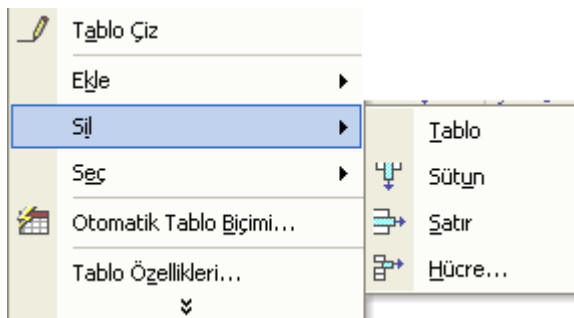 Tablo Çiz
Ekle
Sil
Seç
Otomatik Tablo Biçimi...
Tablo Özellikleri...
Tablo
Sütun
Satır
Hücre...